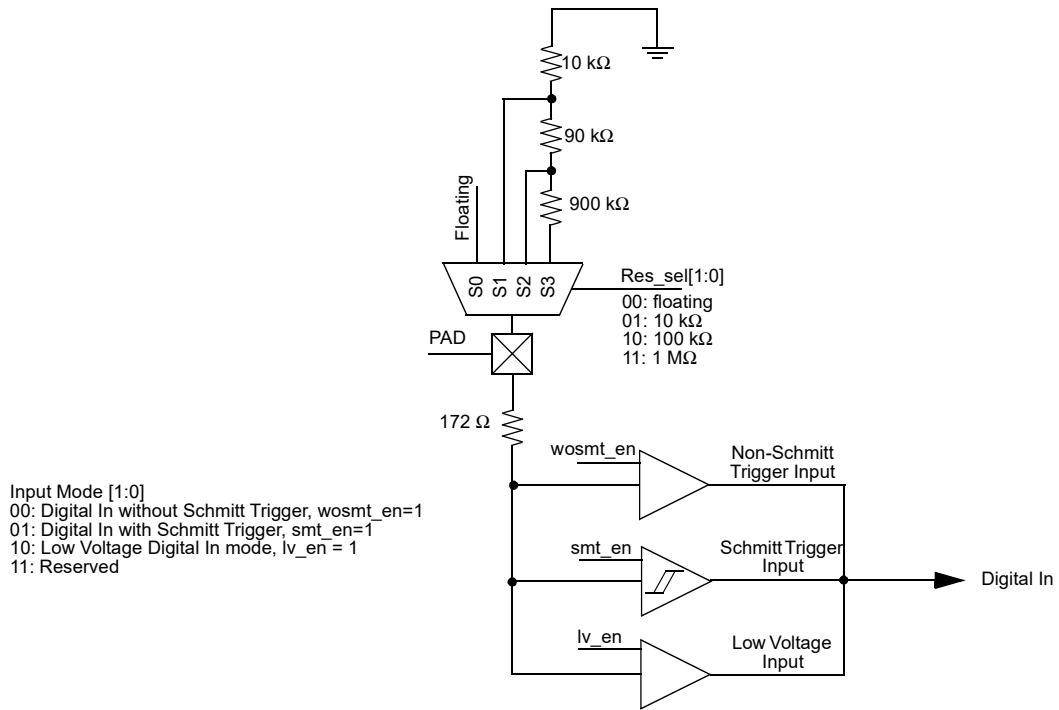 10 kΩ
90 kΩ
900 kΩ
Floating
S0
S1
S2
S3
Res_sel[1:0]
00: floating
01: 10 kΩ
10: 100 kΩ
11: 1 MΩ
PAD
172 Ω
wosmt_en
Non-Schmitt
Trigger Input
Input Mode [1:0]
00: Digital In without Schmitt Trigger, wosmt_en=1
01: Digital In with Schmitt Trigger, smt_en=1
10: Low Voltage Digital In mode, lv_en = 1
11: Reserved
smt_en
Schmitt Trigger
Input
Digital In
lv_en
Low Voltage
Input